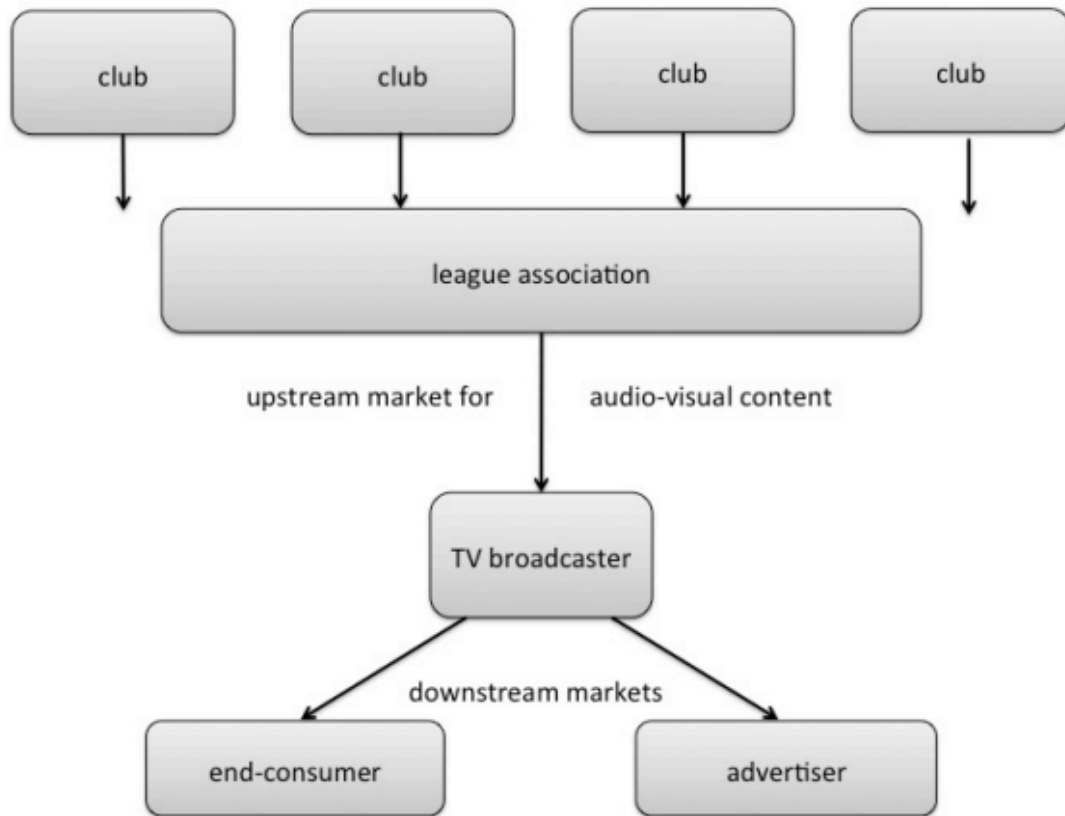 club
club
club
club
league association
upstream market for
audio-visual content
TV broadcaster
downstream markets
end-consumer
advertiser